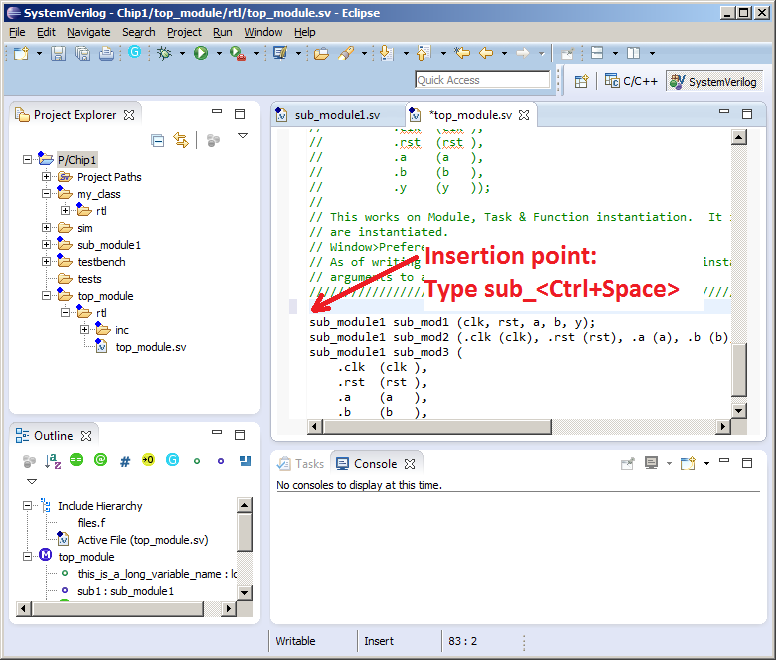 SystemVerilog - Chip1/top_module/rtl/top_module.sv - Eclipse
File Edit Navigate Search Project Run Window Help
Quick Access
C/C++ SystemVerilog
Project Explorer
P/Chip1
Project Paths
my_class
rtl
sim
sub_module1
testbench
tests
top_module
rtl
inc
top_module.sv
sub_module1.sv *top_module.sv
// .clk (clk ),
// .rst (rst ),
// .a (a ),
// .b (b ),
// .y (y ));
//
// This works on Module, Task & Function instantiation. It
// are instantiated.
// Window>Prefere
// As of writing insta
// arguments to a
Insertion point:
Type sub_<Ctrl+Space>
sub_module1 sub_mod1 (clk, rst, a, b, y);
sub_module1 sub_mod2 (.clk (clk), .rst (rst), .a (a), .b (b)
sub_module1 sub_mod3 (
.clk (clk ),
.rst (rst ),
.a (a ),
.b (b ),
Outline
Include Hierarchy
files.f
Active File (top_module.sv)
top_module
this_is_a_long_variable_name : lo
sub1 : sub_module1
Tasks Console
No consoles to display at this time.
Writable Insert 83 : 2